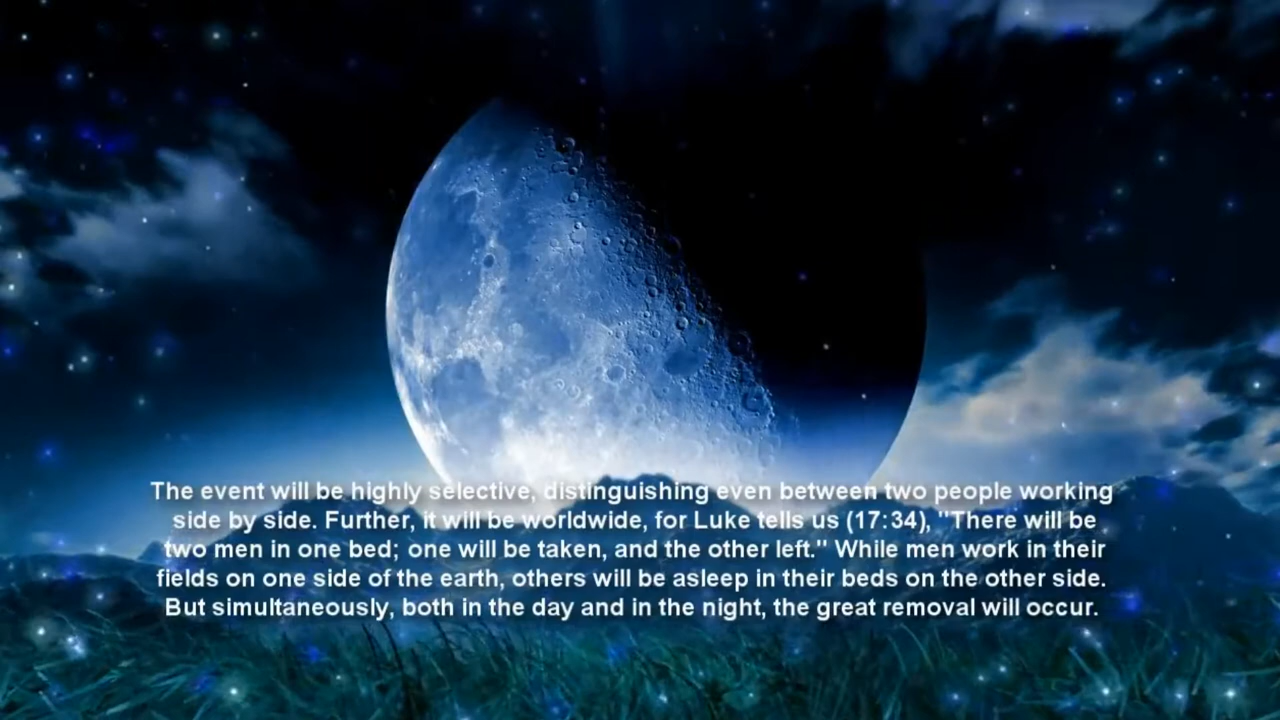 The event will be highly selective, distinguishing even between two people working
side by side. Further, it will be worldwide, for Luke tells us (17:34), "There will be
two men in one bed; one will be taken, and the other left." While men work in their
fields on one side of the earth, others will be asleep in their beds on the other side.
But simultaneously, both in the day and in the night, the great removal will occur.